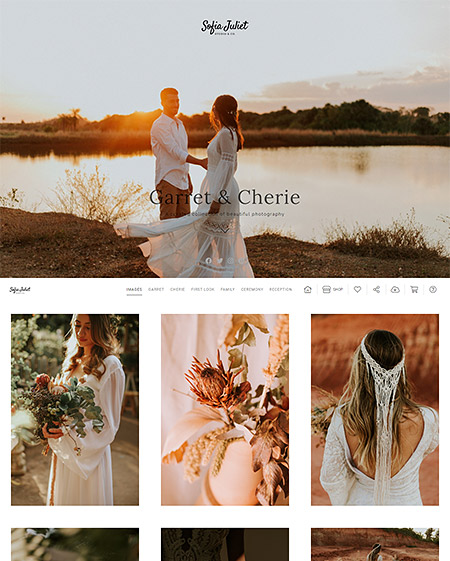 Sofia Juliet
STUDIO & CO.
Garret & Cherie
of beautiful photography
Sofia Juliet
IMAGES GARRET CHERIE FIRST LOOK FAMILY CEREMONY RECEPTION SHOP